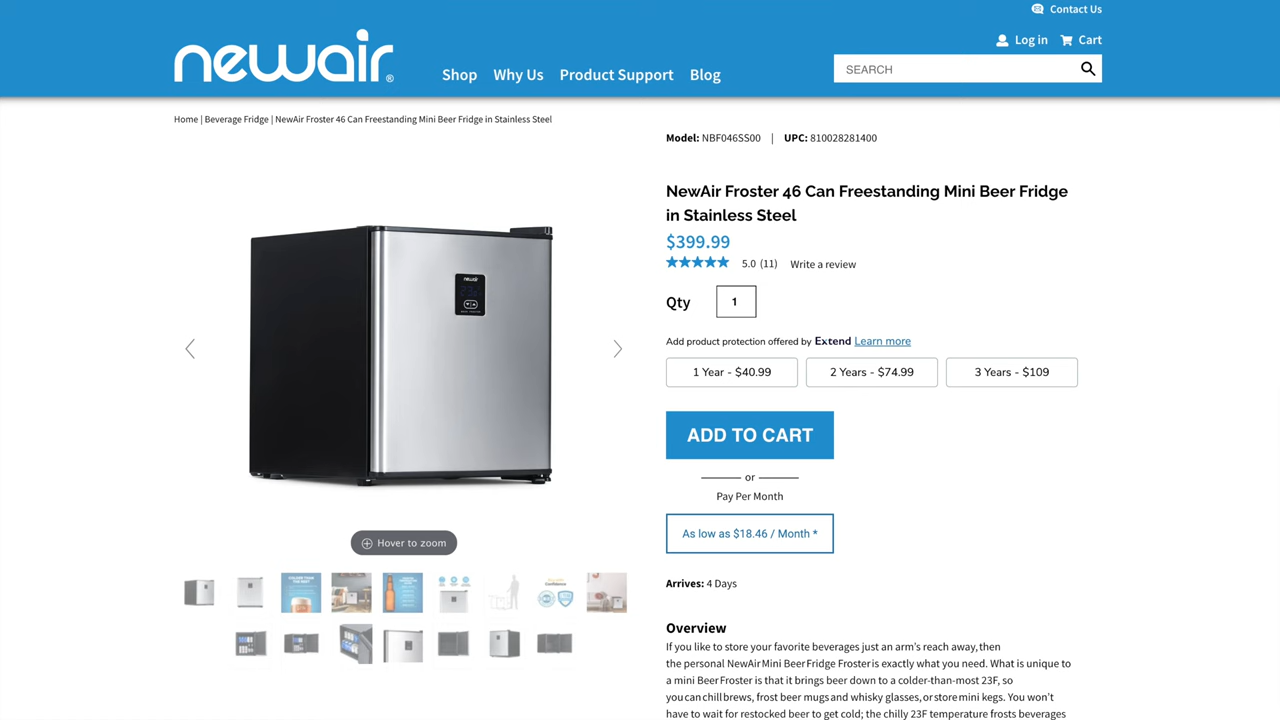 Contact Us
Log in Cart
newair®
Shop Why Us Product Support Blog
SEARCH
Home | Beverage Fridge | NewAir Froster 46 Can Freestanding Mini Beer Fridge in Stainless Steel
Model: NBF046SS00 | UPC: 810028281400
NewAir Froster 46 Can Freestanding Mini Beer Fridge
in Stainless Steel
$399.99
5.0 (11) Write a review
Qty 1
Add product protection offered by Extend Learn more
1 Year - $40.99 2 Years - $74.99 3 Years - $109
ADD TO CART
or
Pay Per Month
As low as $18.46 / Month *
newair
Hover to zoom
COLDER THAN
THE REST
Confidence
Arrives: 4 Days
Overview
If you like to store your favorite beverages just an arm's reach away, then
the personal NewAir Mini Beer Fridge Froster is exactly what you need. What is unique to
a mini Beer Froster is that it brings beer down to a colder-than-most 23F, so
you can chill brews, frost beer mugs and whisky glasses, or store mini kegs. You won't
have to wait for restocked beer to get cold; the chilly 23F temperature frosts beverages